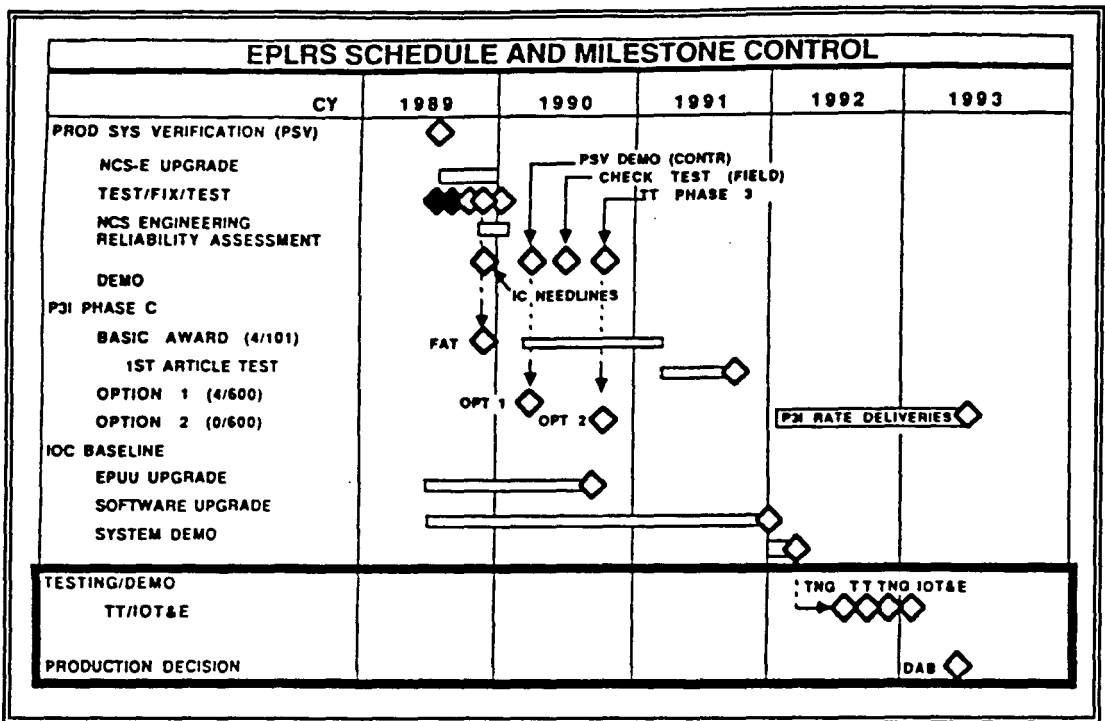 EPLRS SCHEDULE AND MILESTONE CONTROL
CY 1989 1990 1991 1992 1993
PROD SYS VERIFICATION (PSV)
NCS-E UPGRADE
PSV DEMO (CONTR)
CHECK TEST (FIELD)
TEST/FIX/TEST
TT PHASE 3
NCS ENGINEERING
RELIABILITY ASSESSMENT
DEMO
IC NEEDLINES
P3I PHASE C
BASIC AWARD (4/101)
FAT
1ST ARTICLE TEST
OPTION 1 (4/600)
OPT 1
OPTION 2 (0/600)
OPT 2
P3I RATE DELIVERIES
IOC BASELINE
EPUU UPGRADE
SOFTWARE UPGRADE
SYSTEM DEMO
TESTING/DEMO
TNG TT TNG IOT&E
TT/IOT&E
PRODUCTION DECISION
DAB